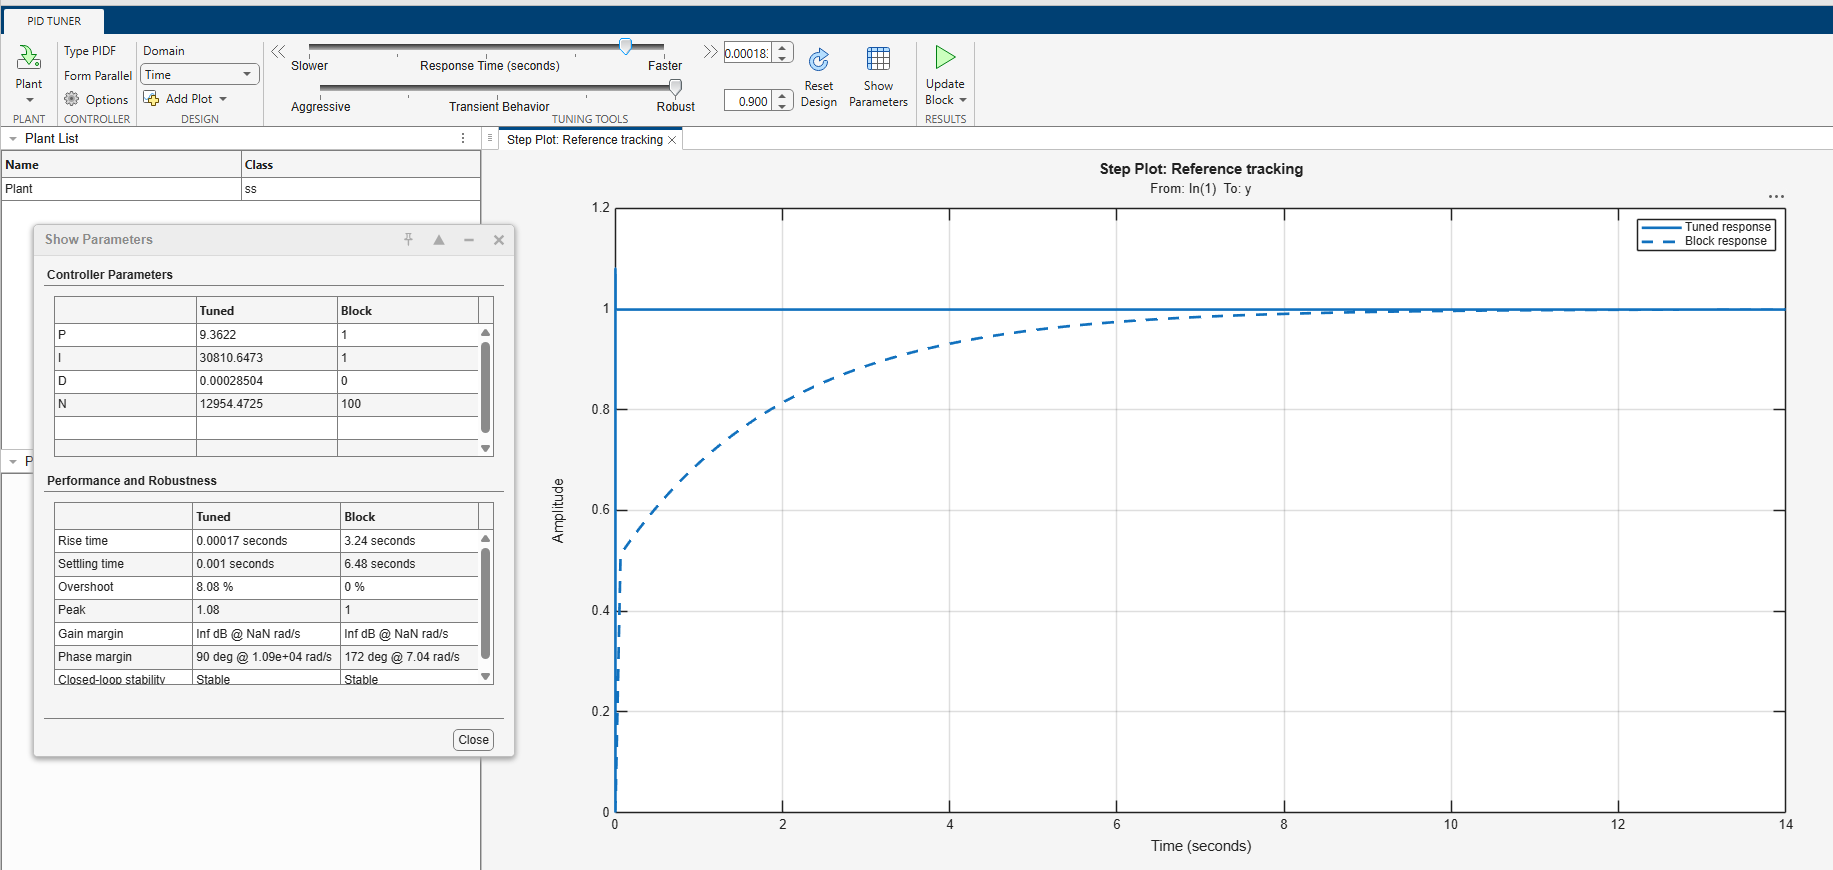 PID TUNER
Plant
PLANT
Type PIDF
Form Parallel
Options
CONTROLLER
Domain
Time
Add Plot
DESIGN
Slower
Response Time (seconds)
Faster
Aggressive
Transient Behavior
Robust
0.900
Reset
Design
Show
Parameters
TUNING TOOLS
Update
Block
RESULTS
Plant List
Name Class
Plant ss
Show Parameters
Controller Parameters
Tuned Block
P 9.3622 1
I 30810.6473 1
D 0.00028504 0
N 12954.4725 100
Performance and Robustness
Tuned Block
Rise time 0.00017 seconds 3.24 seconds
Settling time 0.001 seconds 6.48 seconds
Overshoot 8.08 % 0 %
Peak 1.08 1
Gain margin Inf dB @ NaN rad/s Inf dB @ NaN rad/s
Phase margin 90 deg @ 1.09e+04 rad/s 172 deg @ 7.04 rad/s
Closed-loop stability Stable Stable
Close
Step Plot: Reference tracking
Step Plot: Reference tracking
From: In(1) To: y
Tuned response
Block response
1.2
1
0.8
0.6
0.4
0.2
0
Amplitude
0 2 4 6 8 10 12 14
Time (seconds)